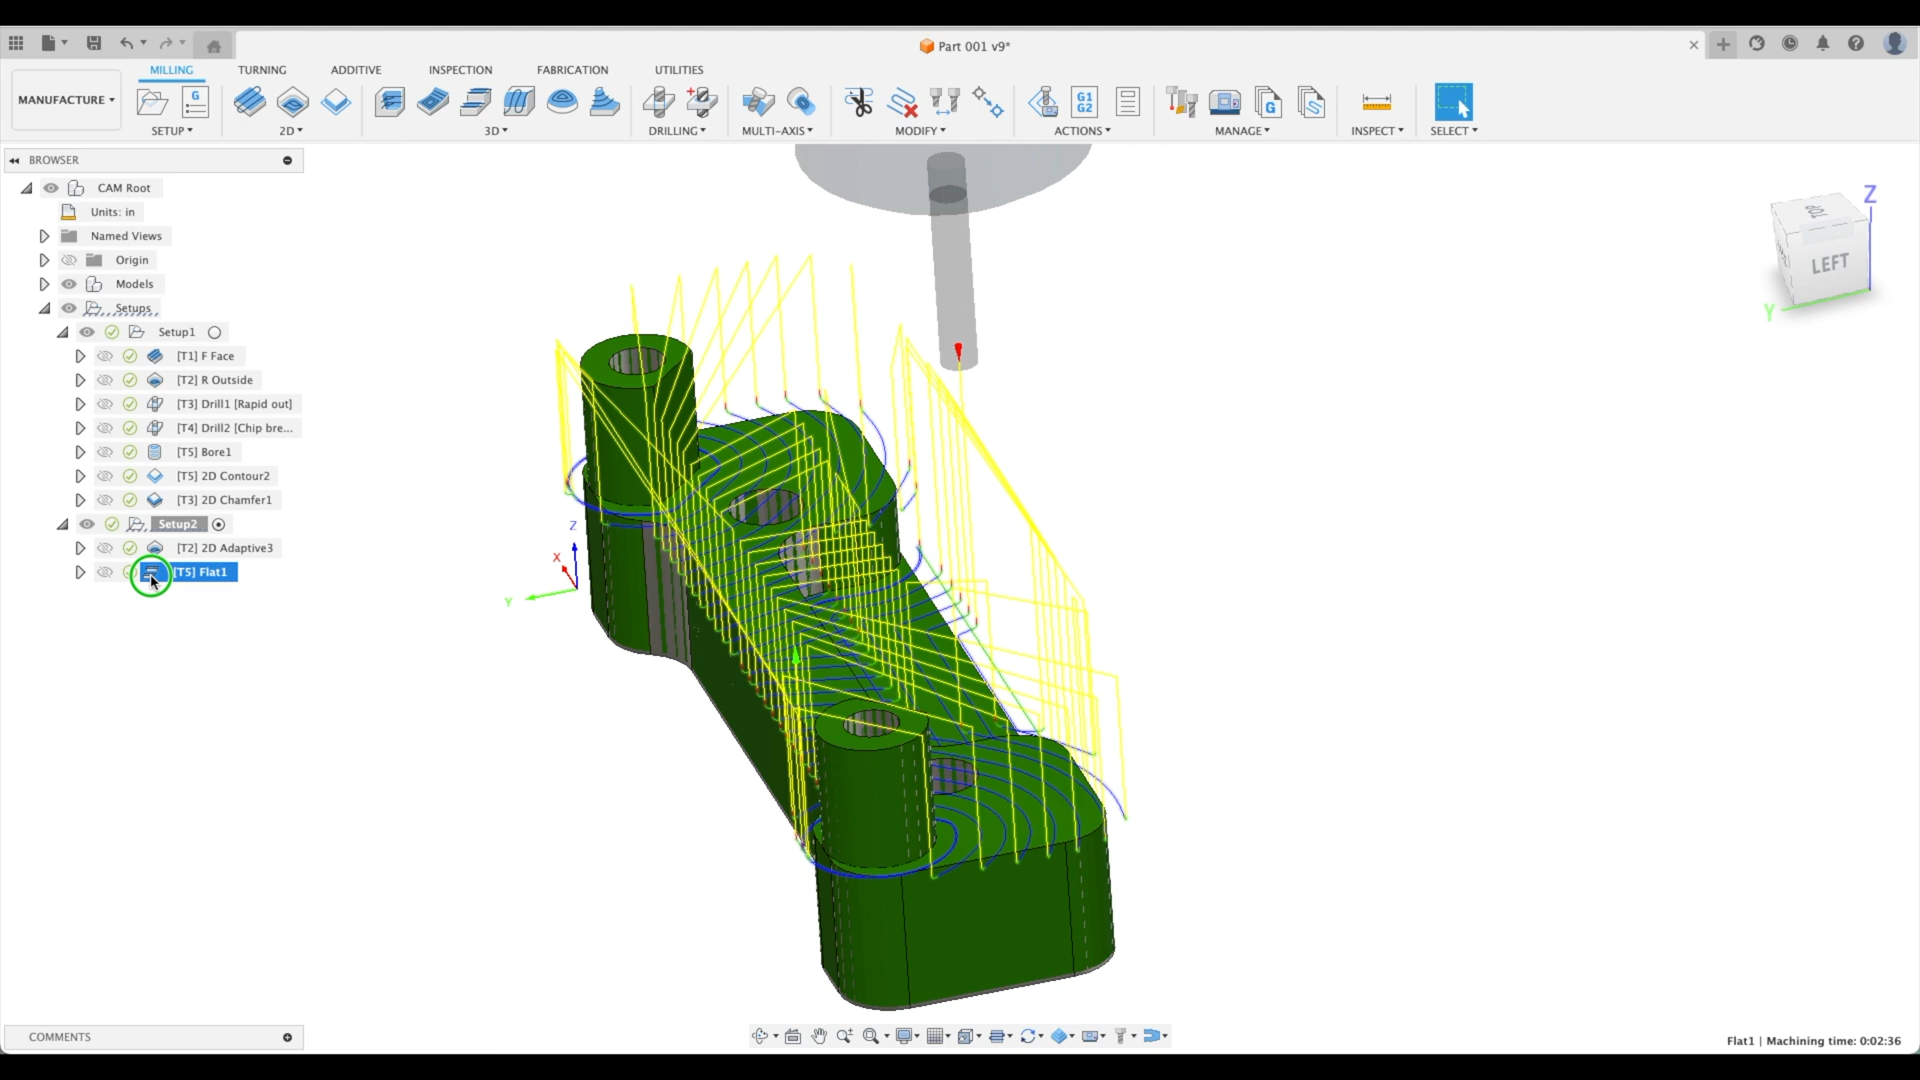 Part 001 v9*
MANUFACTURE
MILLING
TURNING
ADDITIVE
INSPECTION
FABRICATION
UTILITIES
G
G1
G2
G
SETUP
2D
3D
DRILLING
MULTI-AXIS
MODIFY
ACTIONS
MANAGE
INSPECT
SELECT
BROWSER
CAM Root
Units: in
Named Views
Origin
Models
Setups
Setup1
[T1] F Face
[T2] R Outside
[T3] Drill1 [Rapid out]
[T4] Drill2 [Chip bre...
[T5] Bore1
[T5] 2D Contour2
[T3] 2D Chamfer1
Setup2
[T2] 2D Adaptive3
[T5] Flat1
Z
X
Y
Z
TOP
LEFT
Y
COMMENTS
Flat1 | Machining time: 0:02:36